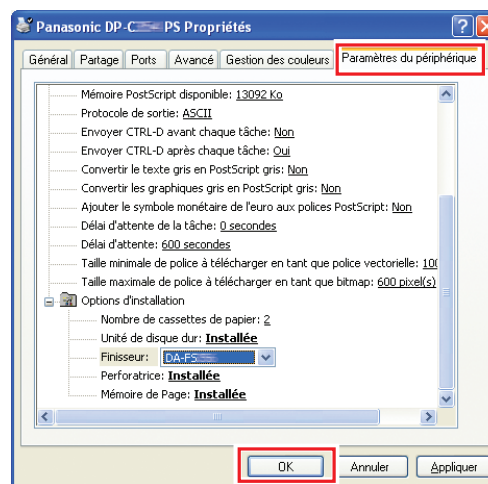 Panasonic DP-C PS Propriétés
Général Partage Ports Avancé Gestion des couleurs Paramètres du périphérique
Mémoire PostScript disponible: 13092 Ko
Protocole de sortie: ASCII
Envoyer CTRL-D avant chaque tâche: Non
Envoyer CTRL-D après chaque tâche: Oui
Convertir le texte gris en PostScript gris: Non
Convertir les graphiques gris en PostScript gris: Non
Ajouter le symbole monétaire de l'euro aux polices PostScript: Non
Délai d'attente de la tâche: 0 secondes
Délai d'attente: 600 secondes
Taille minimale de police à télécharger en tant que police vectorielle:
Taille maximale de police à télécharger en tant que bitmap: 600 pixel(s)
Options d'installation
Nombre de cassettes de papier: 2
Unité de disque dur: Installée
Finisseur: DA-FS
Perforatrice: Installée
Mémoire de Page: Installée
OK Annuler Appliquer